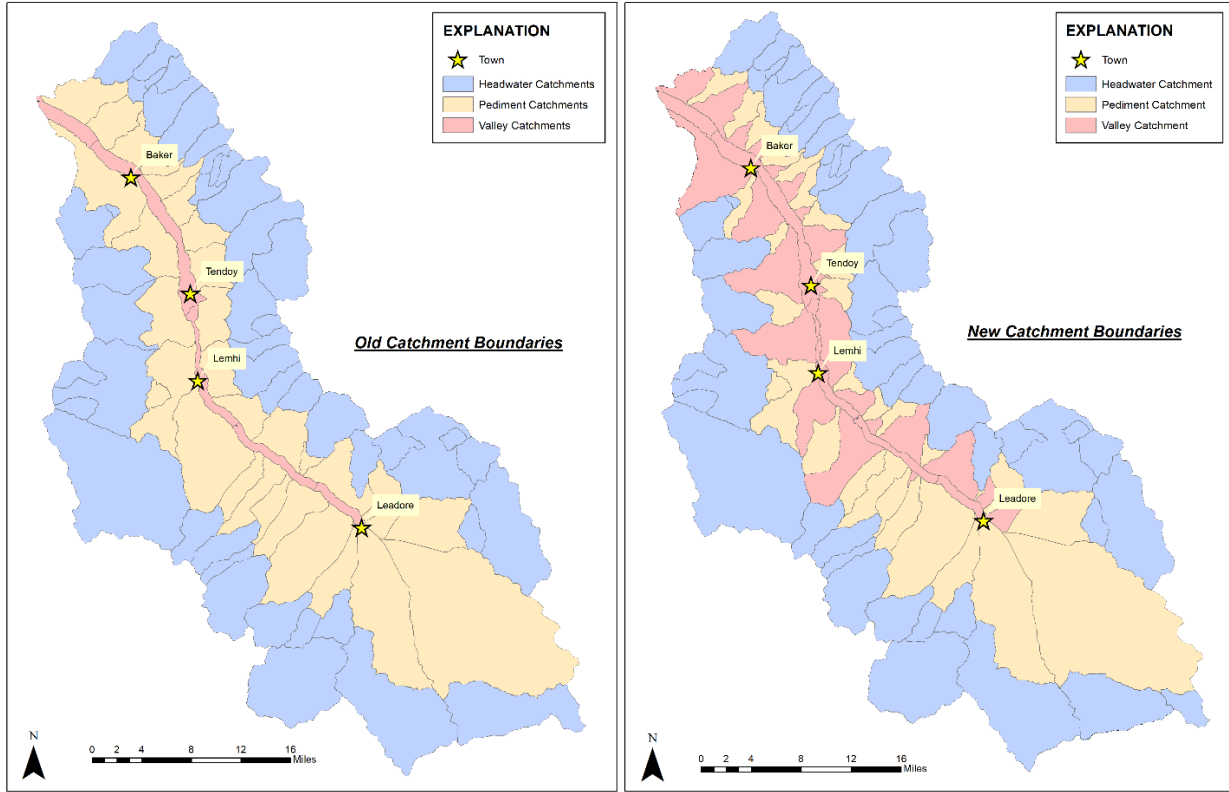 EXPLANATION
Town
Headwater Catchments
Pediment Catchments
Valley Catchments
Baker
Tendoy
Old Catchment Boundaries
Lemhi
Leadore
N
0 2 4 8 12 16
Miles
EXPLANATION
Town
Headwater Catchment
Pediment Catchment
Valley Catchment
Baker
Tendoy
New Catchment Boundaries
Lemhi
Leadore
N
0 2 4 8 12 16
Miles